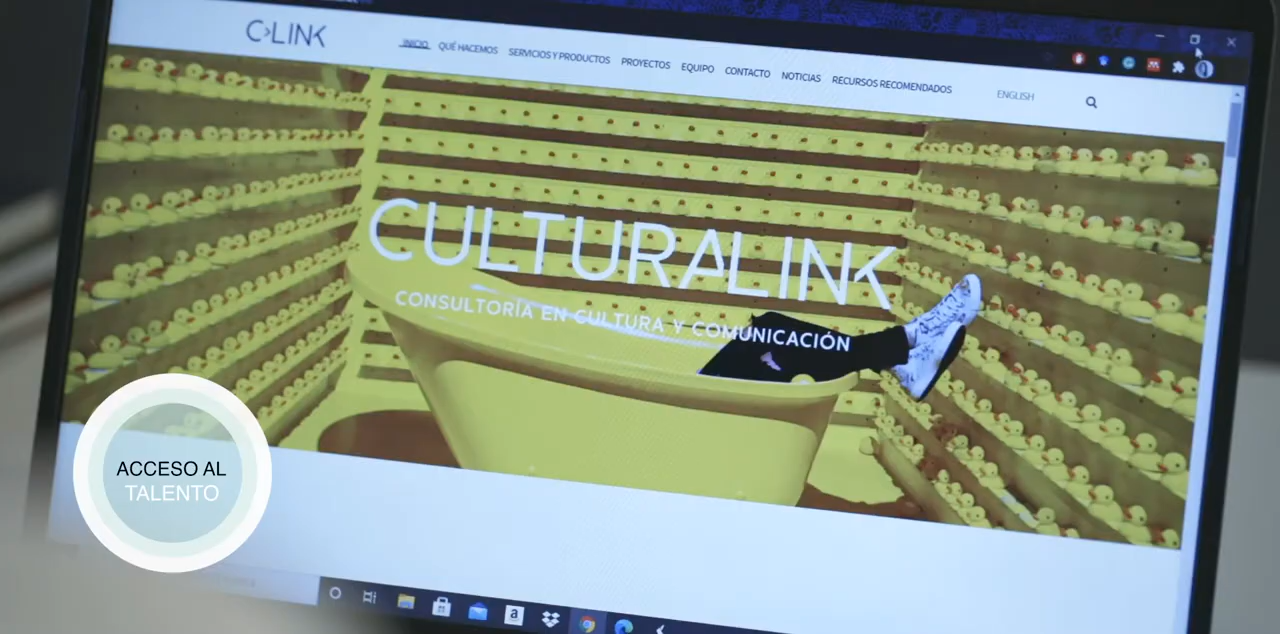 C>LINK
INICIO QUÉ HACEMOS SERVICIOS Y PRODUCTOS PROYECTOS EQUIPO CONTACTO NOTICIAS RECURSOS RECOMENDADOS ENGLISH
CULTURALINK
CONSULTORÍA EN CULTURA Y COMUNICACIÓN
ACCESO AL
TALENTO